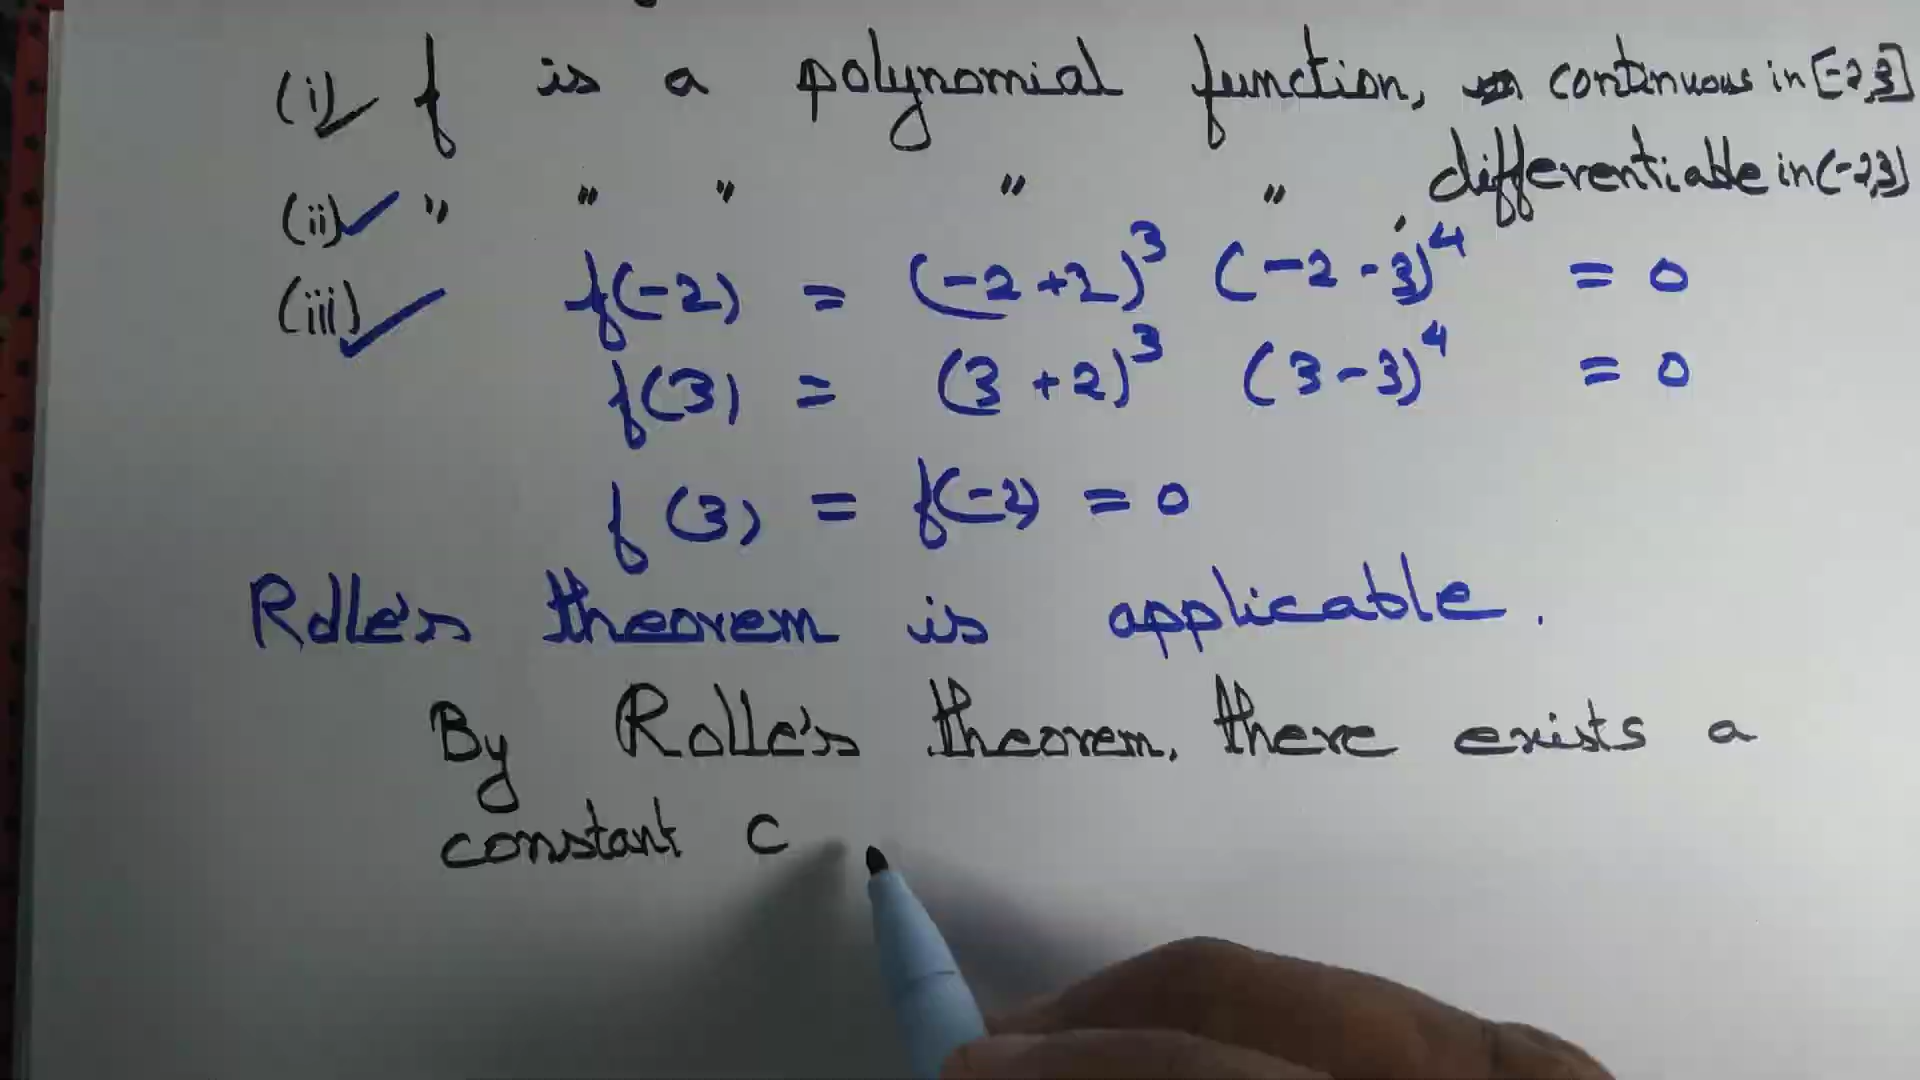 (i) f is a polynomial function, continuous in [-2,3]
(ii) " " " " " differentiable in (-2,3)
(iii) f(-2) = (-2+2)³ (-2-3)⁴ = 0
f(3) = (3+2)³ (3-3)⁴ = 0
f(3) = f(-2) = 0
Rolle's theorem is applicable.
By Rolle's theorem, there exists a
constant c